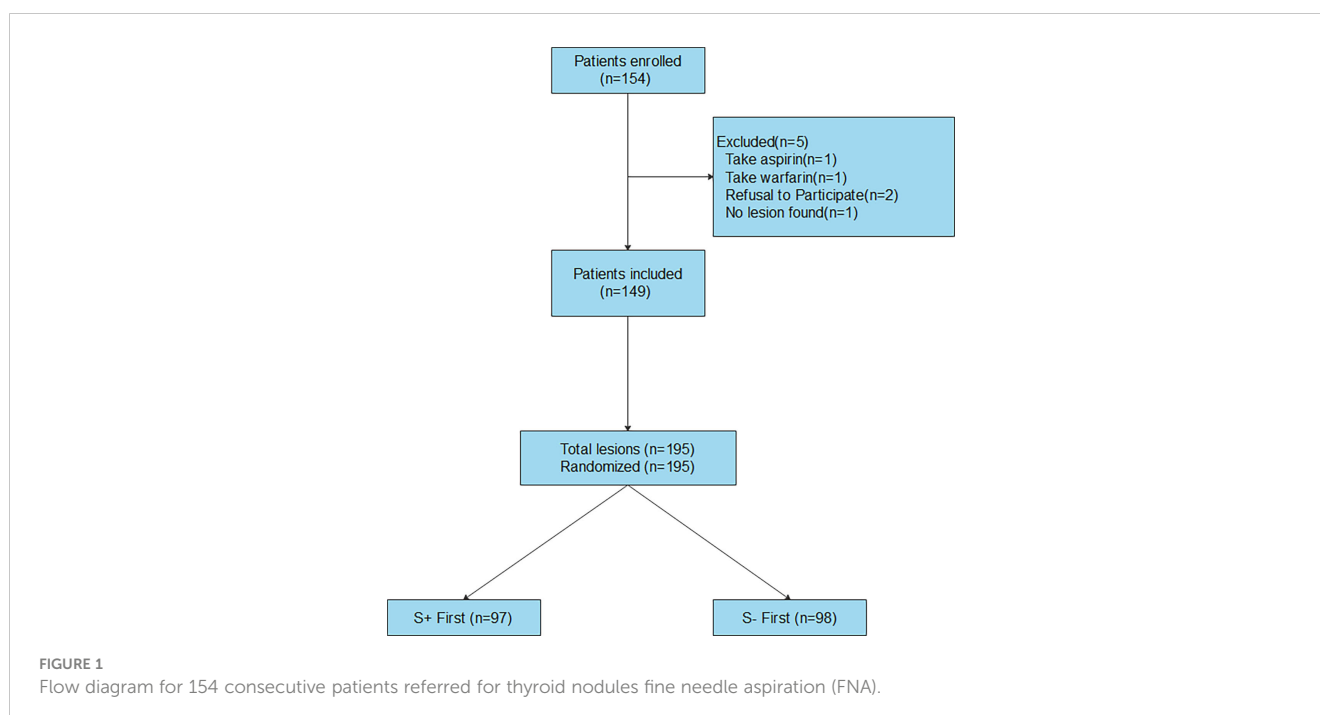 Patients enrolled
(n=154)
Excluded(n=5)
Take aspirin(n=1)
Take warfarin(n=1)
Refusal to Participate(n=2)
No lesion found(n=1)
Patients included
(n=149)
Total lesions (n=195)
Randomized (n=195)
S+ First (n=97)
S- First (n=98)
FIGURE 1
Flow diagram for 154 consecutive patients referred for thyroid nodules fine needle aspiration (FNA).